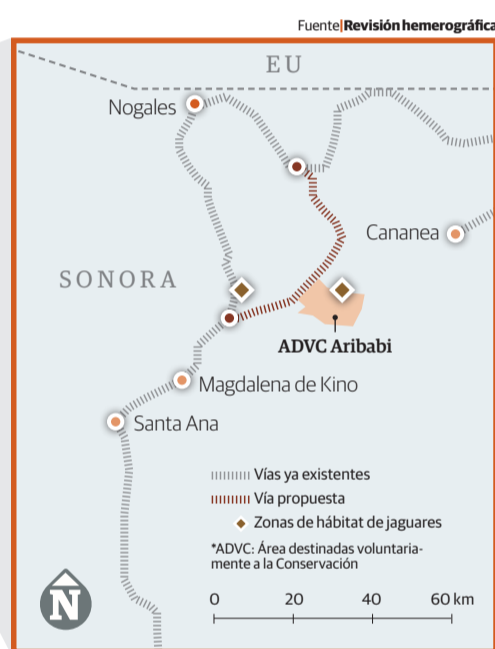 Fuente|Revisión hemerográfica
EU
Nogales
Cananea
SONORA
ADVC Aribabi
Magdalena de Kino
Santa Ana
Vías ya existentes
Vía propuesta
Zonas de hábitat de jaguares
*ADVC: Área destinadas voluntaria-
mente a la Conservación
N
0 20 40 60 km